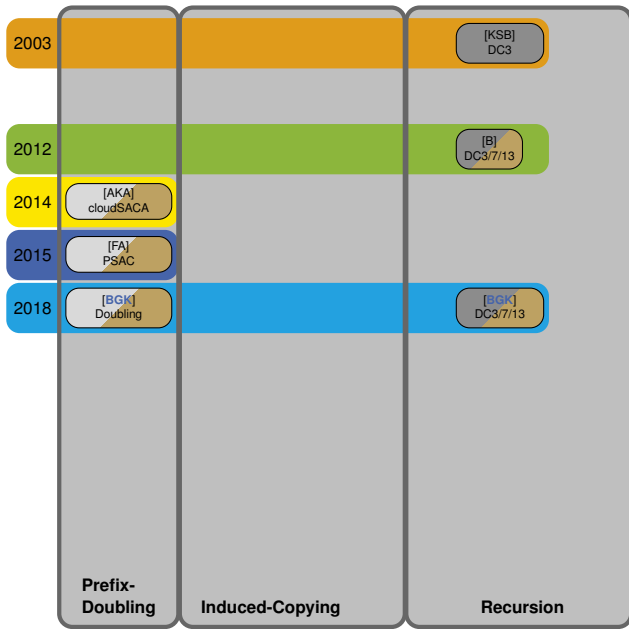 2003
[KSB]
DC3
2012
[B]
DC3/7/13
2014
[AKA]
cloudSACA
2015
[FA]
PSAC
2018
[BGK]
Doubling
[BGK]
DC3/7/13
Prefix-
Doubling
Induced-Copying
Recursion